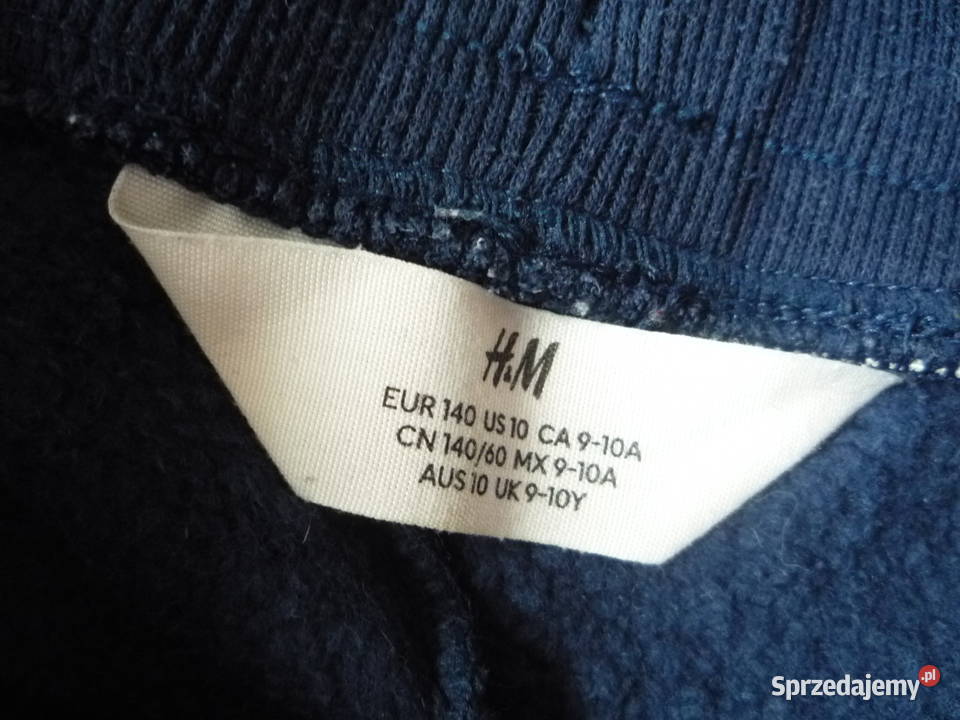 H&M
EUR 140 US 10 CA 9-10A
CN 140/60 MX 9-10A
AUS 10 UK 9-10Y
Sprzedajemy.pl